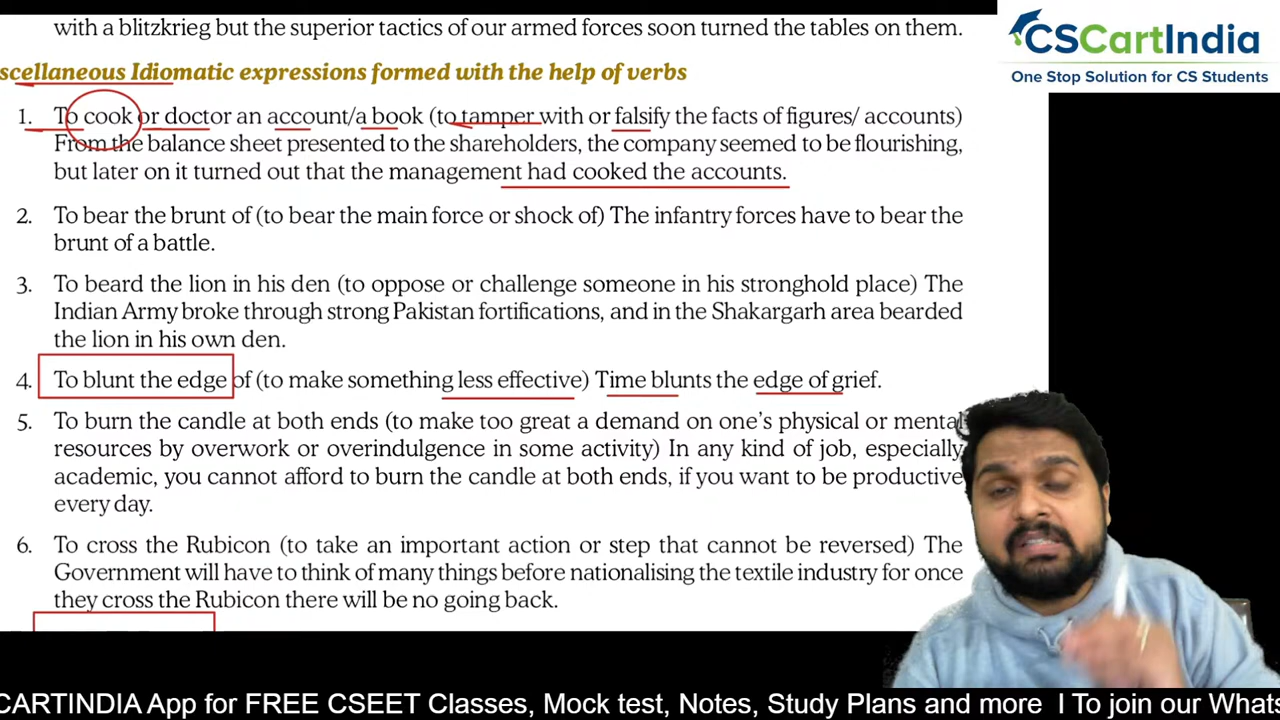 with a blitzkrieg but the superior tactics of our armed forces soon turned the tables on them.
CSCartIndia
One Stop Solution for CS Students
scellaneous Idiomatic expressions formed with the help of verbs
1. To cook or doctor an account/a book (to tamper with or falsify the facts of figures/ accounts)
From the balance sheet presented to the shareholders, the company seemed to be flourishing,
but later on it turned out that the management had cooked the accounts.
2. To bear the brunt of (to bear the main force or shock of) The infantry forces have to bear the
brunt of a battle.
3. To beard the lion in his den (to oppose or challenge someone in his stronghold place) The
Indian Army broke through strong Pakistan fortifications, and in the Shakargarh area bearded
the lion in his own den.
4. To blunt the edge of (to make something less effective) Time blunts the edge of grief.
5. To burn the candle at both ends (to make too great a demand on one's physical or mental
resources by overwork or overindulgence in some activity) In any kind of job, especially
academic, you cannot afford to burn the candle at both ends, if you want to be productive
every day.
6. To cross the Rubicon (to take an important action or step that cannot be reversed) The
Government will have to think of many things before nationalising the textile industry for once
they cross the Rubicon there will be no going back.
CARTINDIA App for FREE CSEET Classes, Mock test, Notes, Study Plans and more I To join our Whats